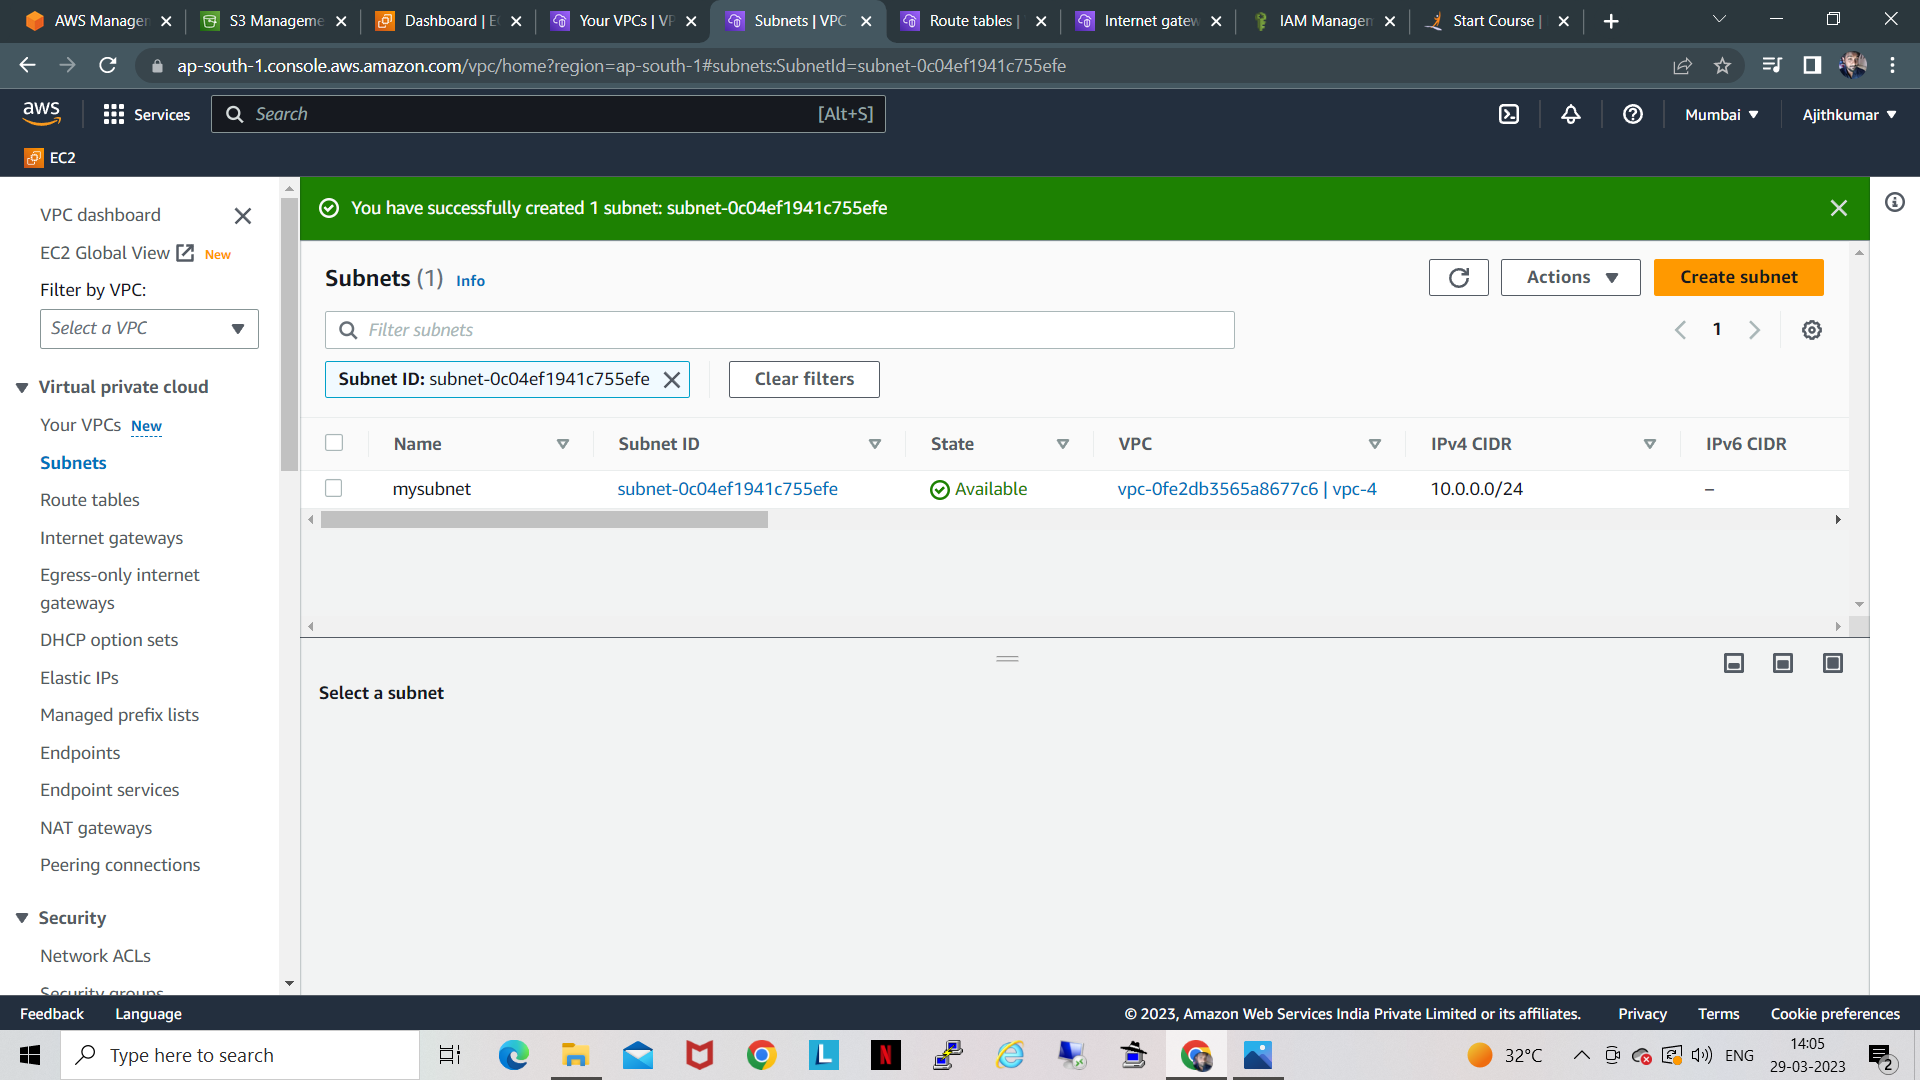 AWS Manager
S3 Manageme
Dashboard | E
Your VPCs | VP
Subnets | VPC
Route tables |
Internet gatew
IAM Managem
Start Course |
ap-south-1.console.aws.amazon.com/vpc/home?region=ap-south-1#subnets:SubnetId=subnet-0c04ef1941c755efe
aws
Services
Search
[Alt+S]
Mumbai
Ajithkumar
EC2
VPC dashboard
EC2 Global View New
Filter by VPC:
Select a VPC
Virtual private cloud
Your VPCs New
Subnets
Route tables
Internet gateways
Egress-only internet
gateways
DHCP option sets
Elastic IPs
Managed prefix lists
Endpoints
Endpoint services
NAT gateways
Peering connections
Security
Network ACLs
Security groups
You have successfully created 1 subnet: subnet-0c04ef1941c755efe
Subnets (1) Info
Actions
Create subnet
Filter subnets
1
Subnet ID: subnet-0c04ef1941c755efe
Clear filters
Name Subnet ID State VPC IPv4 CIDR IPv6 CIDR
mysubnet subnet-0c04ef1941c755efe Available vpc-0fe2db3565a8677c6 | vpc-4 10.0.0.0/24 –
Select a subnet
Feedback Language © 2023, Amazon Web Services India Private Limited or its affiliates. Privacy Terms Cookie preferences
Type here to search
L
N
32°C
ENG
14:05
29-03-2023
2